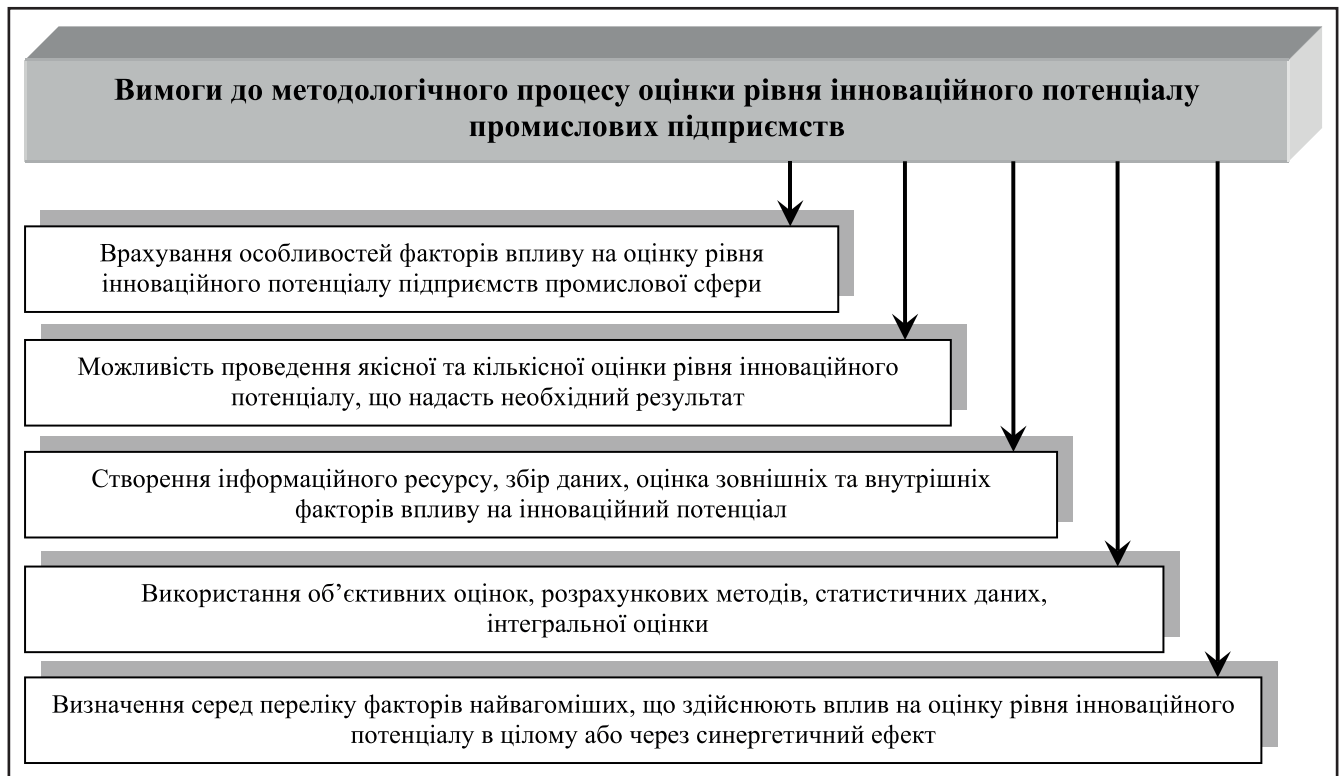 Вимоги до методологічного процесу оцінки рівня інноваційного потенціалу
промислових підприємств
Врахування особливостей факторів впливу на оцінку рівня
інноваційного потенціалу підприємств промислової сфери
Можливість проведення якісної та кількісної оцінки рівня інноваційного
потенціалу, що надасть необхідний результат
Створення інформаційного ресурсу, збір даних, оцінка зовнішніх та внутрішніх
факторів впливу на інноваційний потенціал
Використання об’єктивних оцінок, розрахункових методів, статистичних даних,
інтегральної оцінки
Визначення серед переліку факторів найвагоміших, що здійснюють вплив на оцінку рівня інноваційного
потенціалу в цілому або через синергетичний ефект